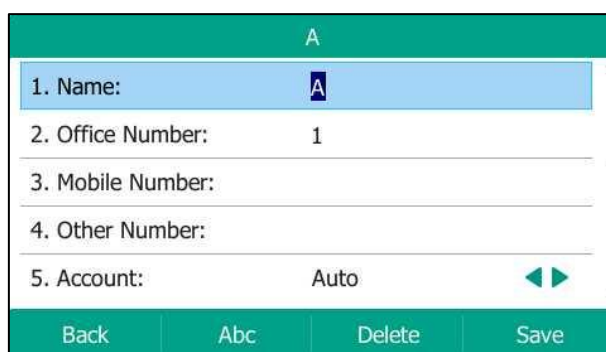 A
1. Name: A
2. Office Number: 1
3. Mobile Number:
4. Other Number:
5. Account: Auto
Back Abc Delete Save